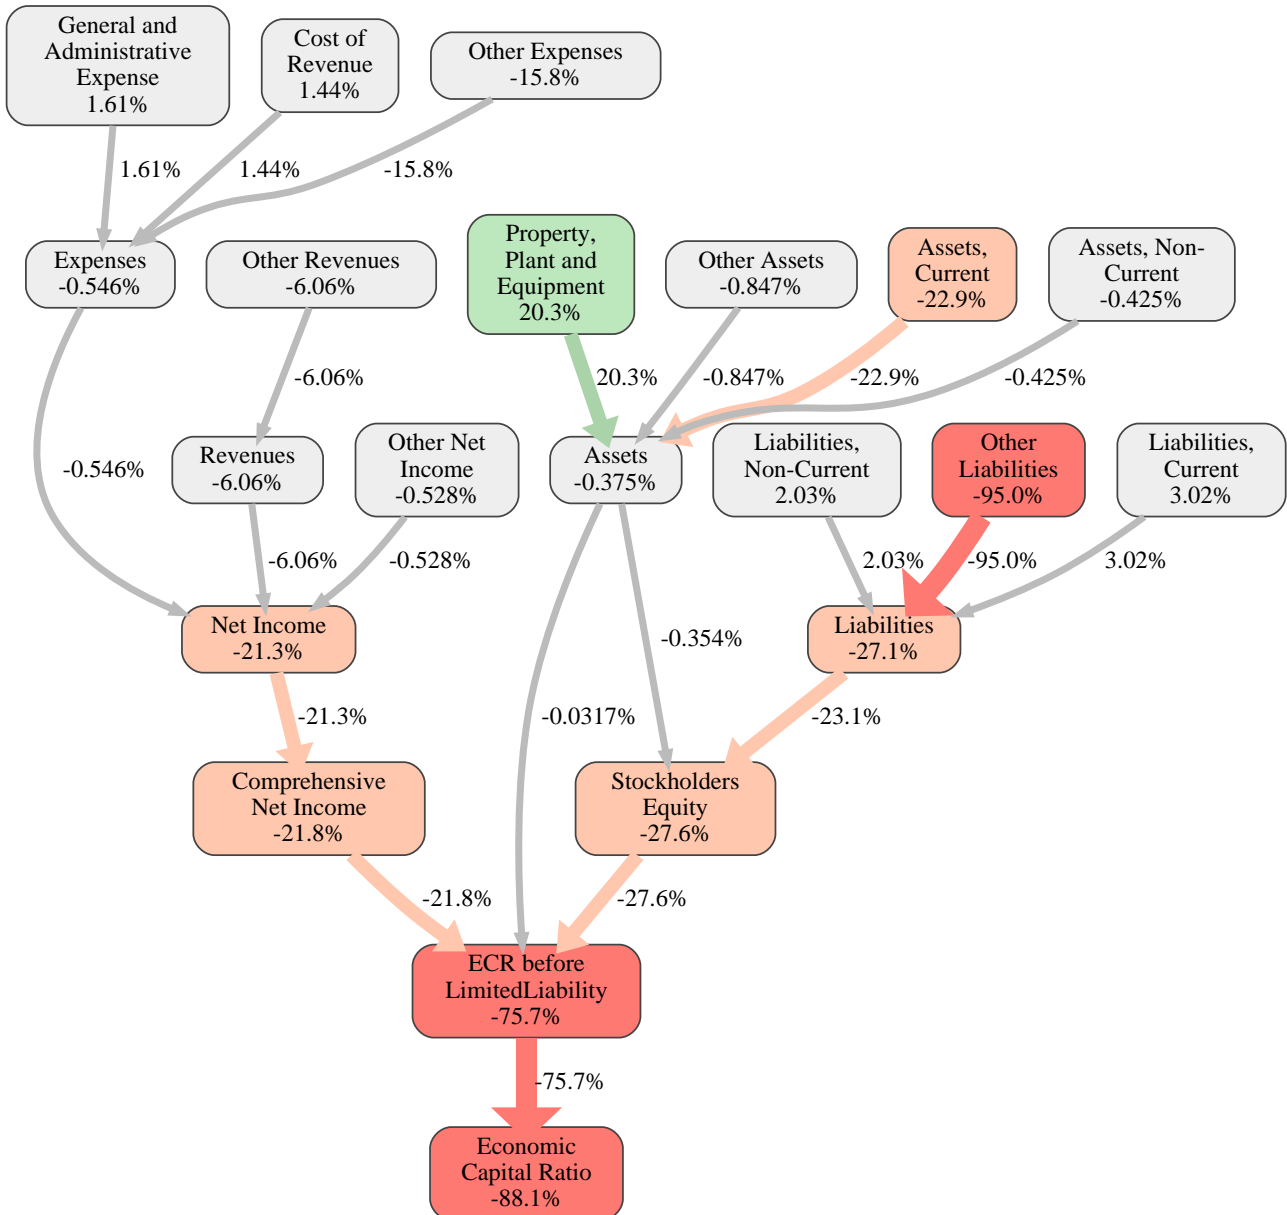 General and
Administrative
Expense
1.61%
Cost of
Revenue
1.44%
Other Expenses
-15.8%
1.61%
1.44%
-15.8%
Expenses
-0.546%
Other Revenues
-6.06%
Property,
Plant and
Equipment
20.3%
Other Assets
-0.847%
Assets,
Current
-22.9%
Assets, Non-
Current
-0.425%
-6.06%
20.3%
-0.847%
-22.9%
-0.425%
-0.546%
Revenues
-6.06%
Other Net
Income
-0.528%
Assets
-0.375%
Liabilities,
Non-Current
2.03%
Other
Liabilities
-95.0%
Liabilities,
Current
3.02%
-6.06%
-0.528%
2.03%
-95.0%
3.02%
Net Income
-21.3%
-0.354%
Liabilities
-27.1%
-21.3%
-0.0317%
-23.1%
Comprehensive
Net Income
-21.8%
Stockholders
Equity
-27.6%
-21.8%
-27.6%
ECR before
LimitedLiability
-75.7%
-75.7%
Economic
Capital Ratio
-88.1%